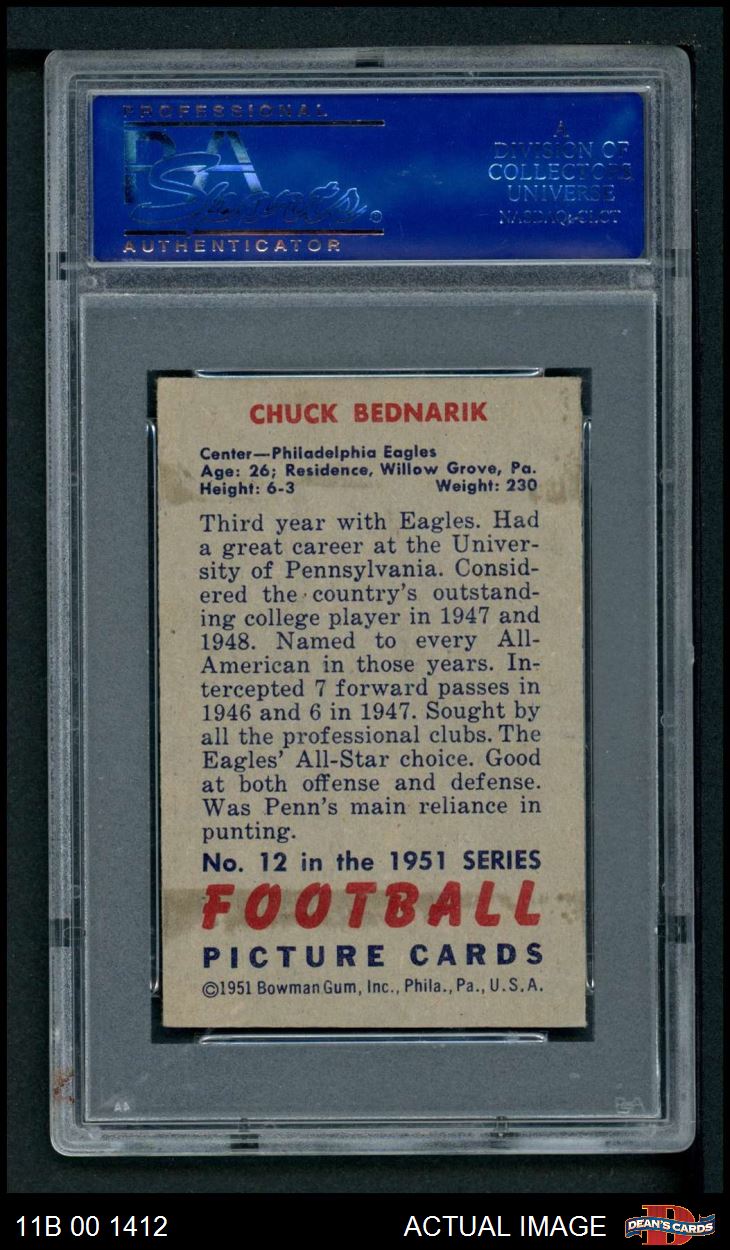 PROFESSIONAL
PSA
Sports®
AUTHENTICATOR
A
DIVISION OF
COLLECTORS
UNIVERSE
NASDAQ: CLCT
CHUCK BEDNARIK
Center—Philadelphia Eagles
Age: 26; Residence, Willow Grove, Pa.
Height: 6-3 Weight: 230
Third year with Eagles. Had
a great career at the Univer-
sity of Pennsylvania. Consid-
ered the country's outstand-
ing college player in 1947 and
1948. Named to every All-
American in those years. In-
tercepted 7 forward passes in
1946 and 6 in 1947. Sought by
all the professional clubs. The
Eagles' All-Star choice. Good
at both offense and defense.
Was Penn's main reliance in
punting.
No. 12 in the 1951 SERIES
FOOTBALL
PICTURE CARDS
©1951 Bowman Gum, Inc., Phila., Pa., U.S.A.
11B 00 1412
ACTUAL IMAGE
DEAN'S CARDS